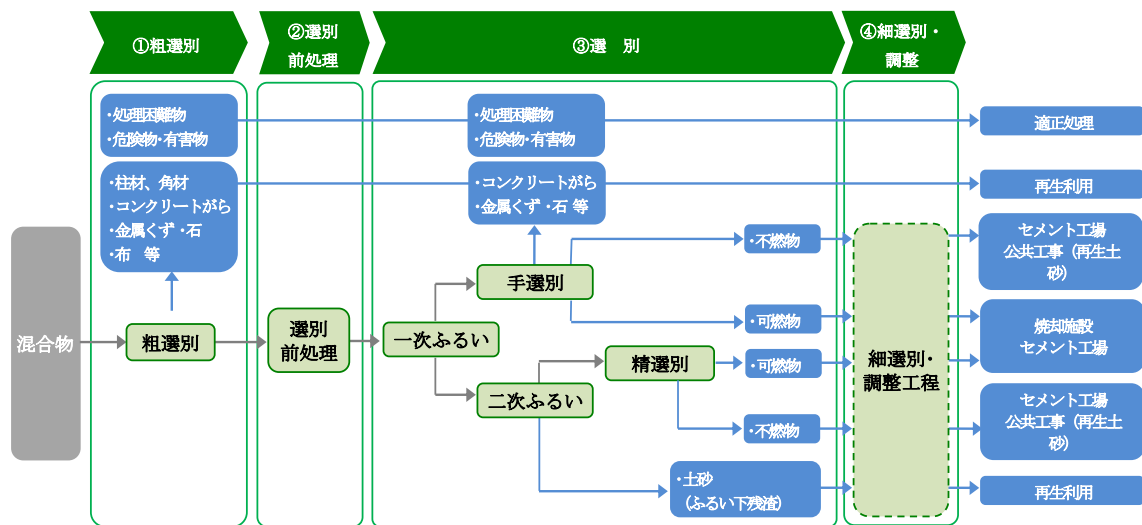 ①粗選別
②選別
前処理
③選　別
④細選別・
調整
・処理困難物
・危険物・有害物
・処理困難物
・危険物・有害物
適正処理
・柱材、角材
・コンクリートがら
・金属くず・石
・布　等
・コンクリートがら
・金属くず・石 等
再生利用
・不燃物
セメント工場
公共工事（再生土
砂）
手選別
混合物
粗選別
選別
前処理
一次ふるい
・可燃物
焼却施設
セメント工場
精選別
・可燃物
細選別・
調整工程
二次ふるい
・不燃物
セメント工場
公共工事（再生土
砂）
・土砂
（ふるい下残渣）
再生利用